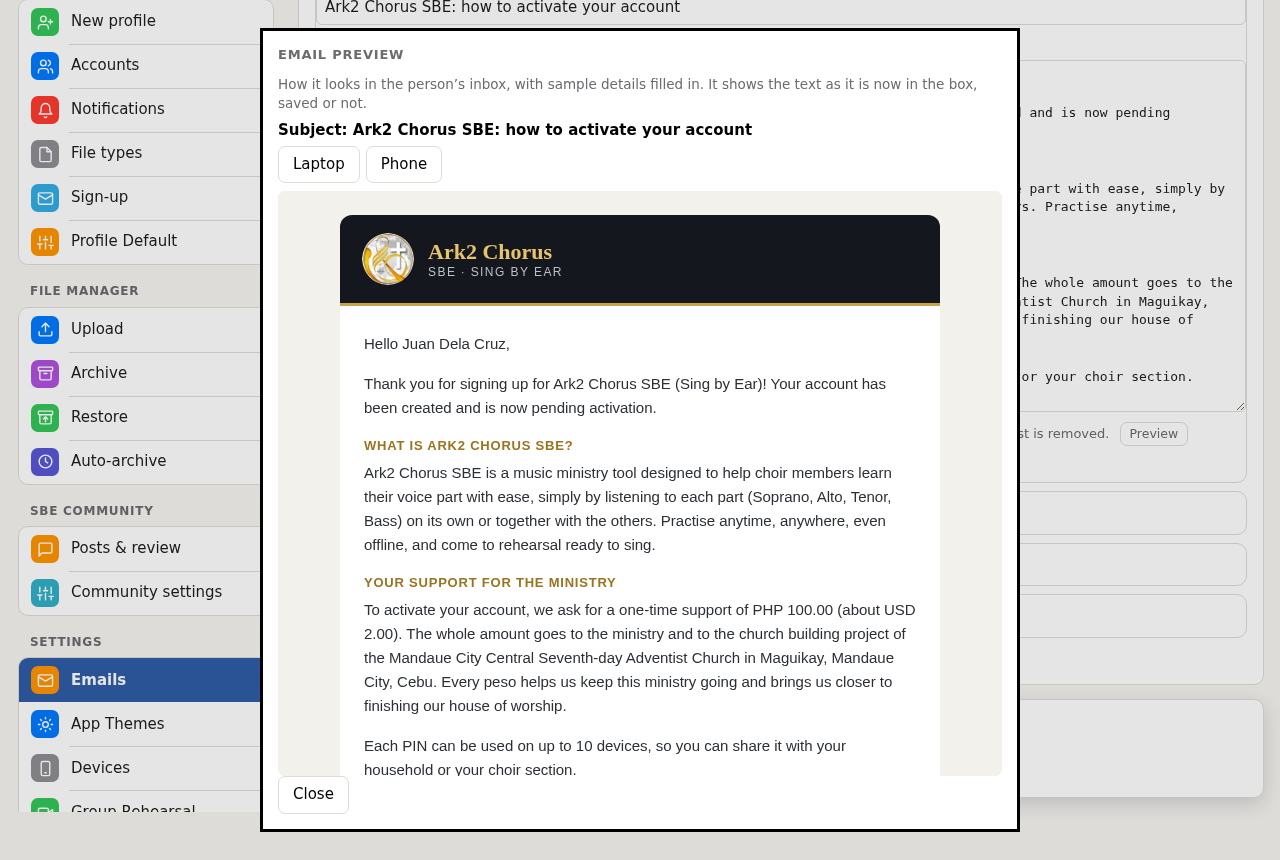 New profile
Accounts
Notifications
File types
Sign-up
Profile Default
FILE MANAGER
Upload
Archive
Restore
Auto-archive
SBE COMMUNITY
Posts & review
Community settings
SETTINGS
Emails
App Themes
Devices
Group Rehearsal
Ark2 Chorus SBE: how to activate your account
EMAIL PREVIEW
How it looks in the person’s inbox, with sample details filled in. It shows the text as it is now in the box,
saved or not.
Subject: Ark2 Chorus SBE: how to activate your account
Laptop
Phone
Ark2 Chorus
SBE · SING BY EAR
Hello Juan Dela Cruz,
Thank you for signing up for Ark2 Chorus SBE (Sing by Ear)! Your account has
been created and is now pending activation.
WHAT IS ARK2 CHORUS SBE?
Ark2 Chorus SBE is a music ministry tool designed to help choir members learn
their voice part with ease, simply by listening to each part (Soprano, Alto, Tenor,
Bass) on its own or together with the others. Practise anytime, anywhere, even
offline, and come to rehearsal ready to sing.
YOUR SUPPORT FOR THE MINISTRY
To activate your account, we ask for a one-time support of PHP 100.00 (about USD
2.00). The whole amount goes to the ministry and to the church building project of
the Mandaue City Central Seventh-day Adventist Church in Maguikay, Mandaue
City, Cebu. Every peso helps us keep this ministry going and brings us closer to
finishing our house of worship.
Each PIN can be used on up to 10 devices, so you can share it with your
household or your choir section.
Close
and is now pending
part with ease, simply by
rs. Practise anytime,
The whole amount goes to the
ntist Church in Maguikay,
finishing our house of
or your choir section.
st is removed.
Preview